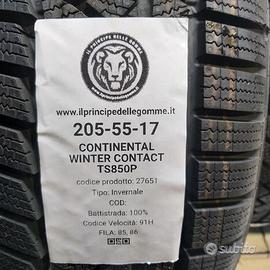 IL PRINCIPE DELLE GOMME
www.ilprincipedellegomme.it
205-55-17
CONTINENTAL
WINTER CONTACT
TS850P
codice prodotto: 27651
Tipo: Invernale
COD:
Battistrada: 100%
Codice Velocità: 91H
FILA: 85, 86
subito